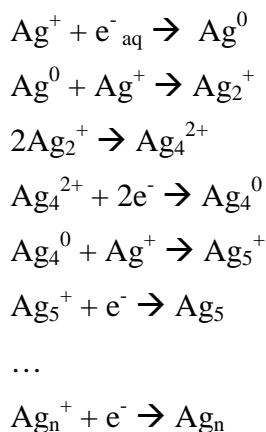 Ag⁺ + e⁻ₐq → Ag⁰
Ag⁰ + Ag⁺ → Ag₂⁺
2Ag₂⁺ → Ag₄²⁺
Ag₄²⁺ + 2e⁻ → Ag₄⁰
Ag₄⁰ + Ag⁺ → Ag₅⁺
Ag₅⁺ + e⁻ → Ag₅
…
Agₙ⁺ + e⁻ → Agₙ